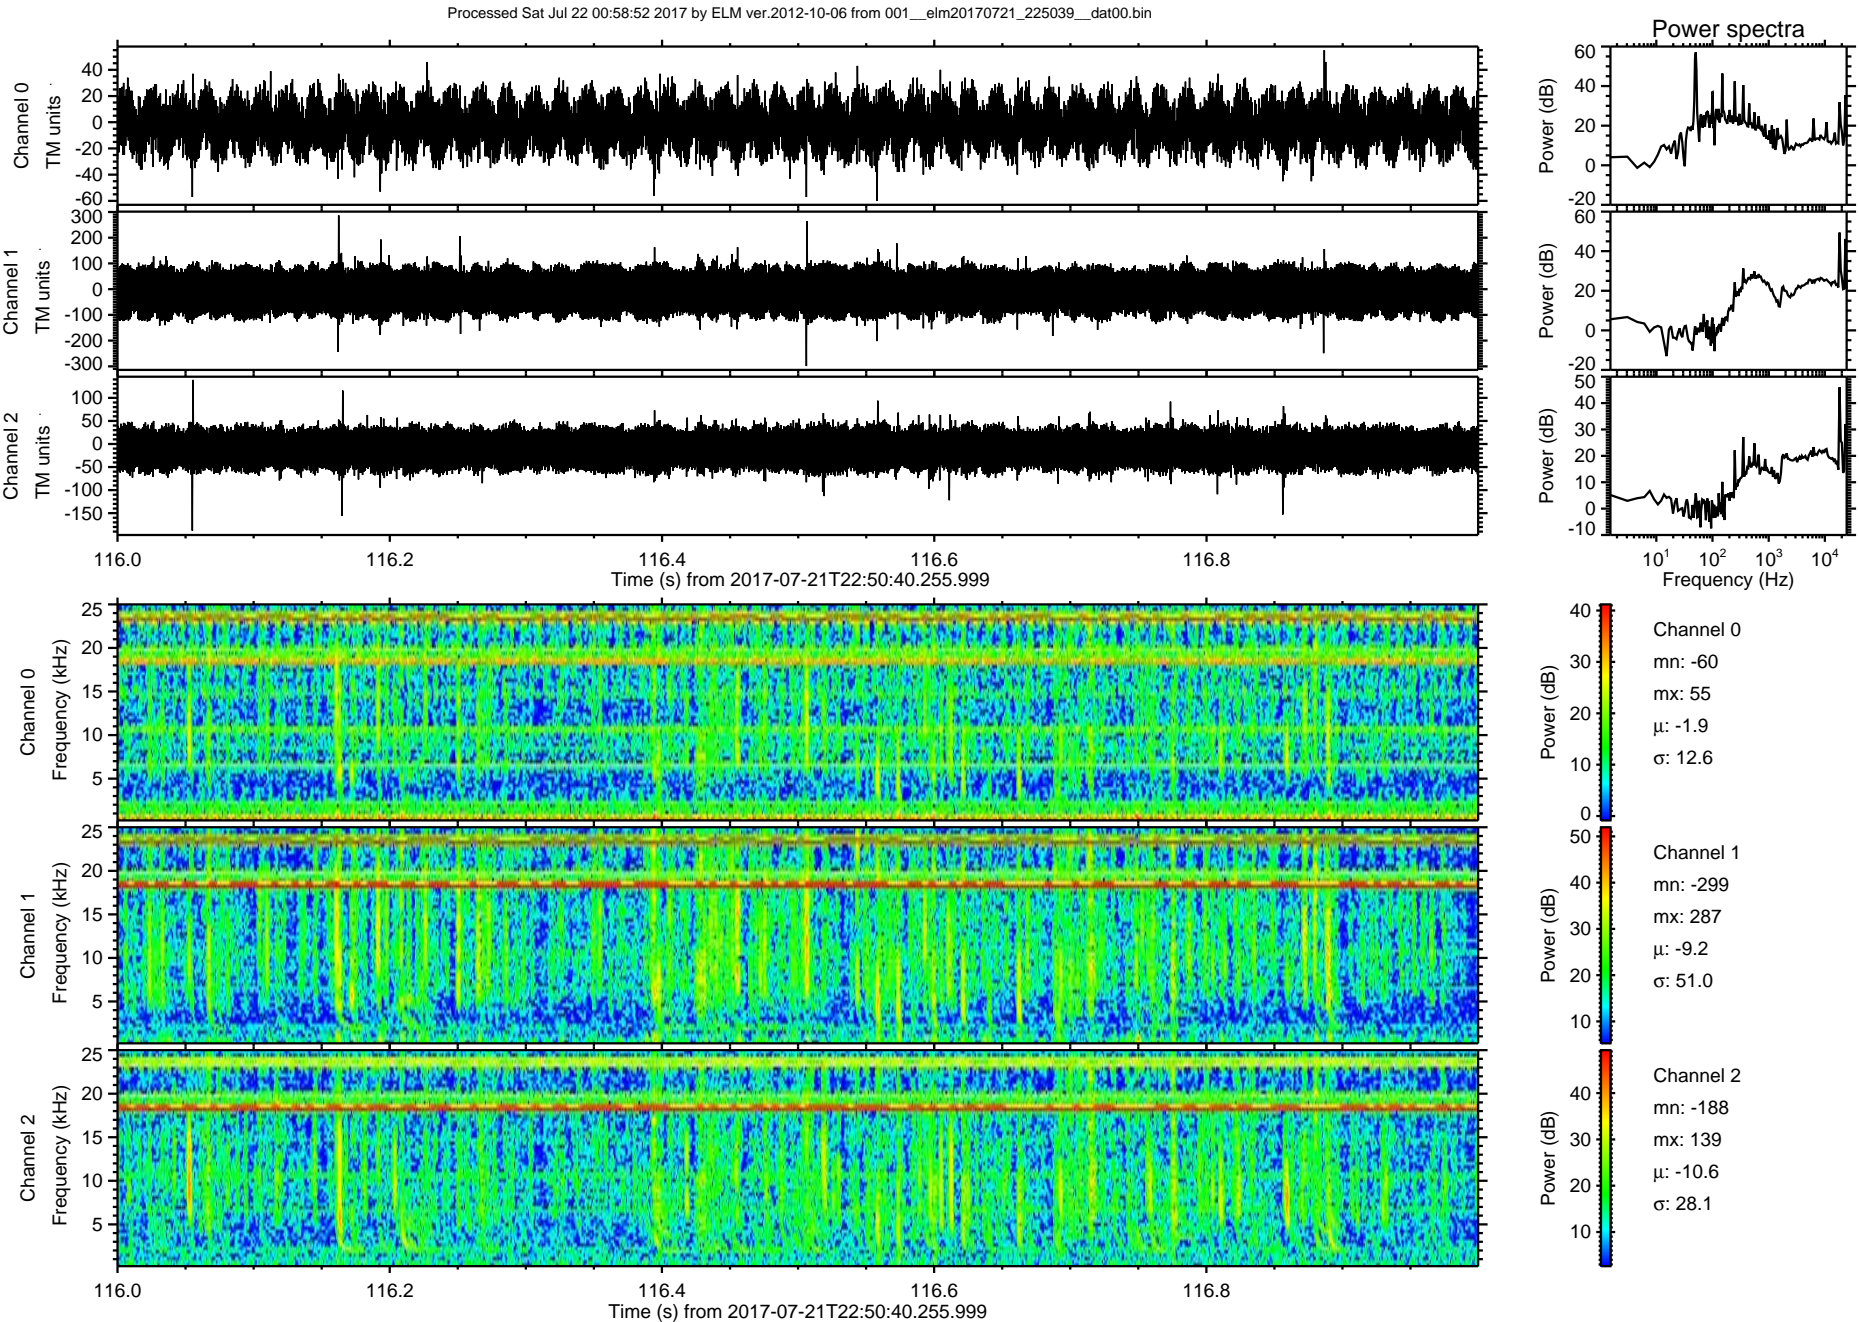 Processed Sat Jul 22 00:58:52 2017 by ELM ver.2012-10-06 from 001__elm20170721_225039__dat00.bin
Power spectra
Channel 0
TM units
40
20
0
-20
-40
-60
Power (dB)
60
40
20
0
-20
Channel 1
TM units
300
200
100
0
-100
-200
-300
Power (dB)
60
40
20
0
-20
Channel 2
TM units
100
50
0
-50
-100
-150
Power (dB)
50
40
30
20
10
0
-10
116.0 116.2 116.4 116.6 116.8
Time (s) from 2017-07-21T22:50:40.255.999
10¹ 10² 10³ 10⁴
Frequency (Hz)
Channel 0
Frequency (kHz)
25
20
15
10
5
Power (dB)
40
30
20
10
0
Channel 0
mn: -60
mx: 55
μ: -1.9
σ: 12.6
Channel 1
Frequency (kHz)
25
20
15
10
5
Power (dB)
50
40
30
20
10
Channel 1
mn: -299
mx: 287
μ: -9.2
σ: 51.0
Channel 2
Frequency (kHz)
25
20
15
10
5
Power (dB)
40
30
20
10
Channel 2
mn: -188
mx: 139
μ: -10.6
σ: 28.1
116.0 116.2 116.4 116.6 116.8
Time (s) from 2017-07-21T22:50:40.255.999